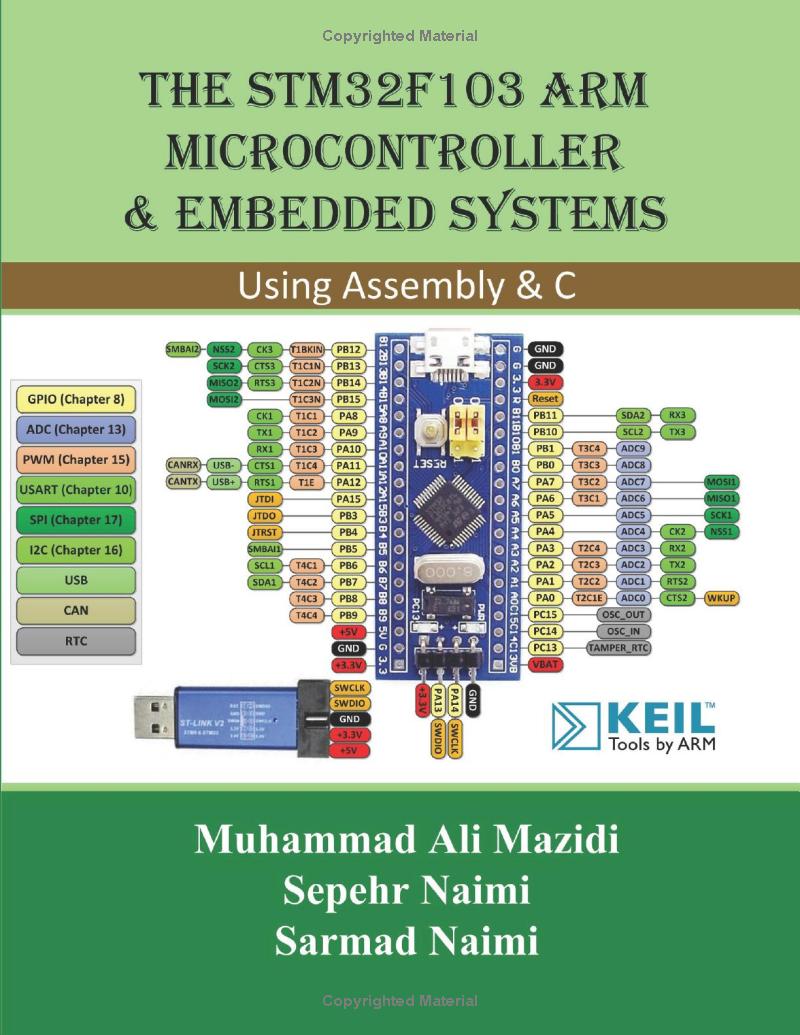 Copyrighted Material
THE STM32F103 ARM
MICROCONTROLLER
& EMBEDDED SYSTEMS
Using Assembly & C
GPIO (Chapter 8)
ADC (Chapter 13)
PWM (Chapter 15)
USART (Chapter 10)
SPI (Chapter 17)
I2C (Chapter 16)
USB
CAN
RTC
SMBAI2 NSS2 CK3 T1BKIN PB12
SCK2 CTS3 T1C1N PB13
MISO2 RTS3 T1C2N PB14
MOSI2 T1C3N PB15
CK1 T1C1 PA8
TX1 T1C2 PA9
RX1 T1C3 PA10
CANRX USB- CTS1 T1C4 PA11
CANTX USB+ RTS1 T1E PA12
JTDI PA15
JTDO PB3
JTRST PB4
SMBAI1 PB5
SCL1 T4C1 PB6
SDA1 T4C2 PB7
T4C3 PB8
T4C4 PB9
+5V
GND
+3.3V
RESET
8.000
PC13
PWR
GND
GND
3.3V
Reset
PB11 SDA2 RX3
PB10 SCL2 TX3
PB1 T3C4 ADC9
PB0 T3C3 ADC8
PA7 T3C2 ADC7 MOSI1
PA6 T3C1 ADC6 MISO1
PA5 ADC5 SCK1
PA4 ADC4 CK2 NSS1
PA3 T2C4 ADC3 RX2
PA2 T2C3 ADC2 TX2
PA1 T2C2 ADC1 RTS2
PA0 T2C1E ADC0 CTS2 WKUP
PC15 OSC_OUT
PC14 OSC_IN
PC13 TAMPER_RTC
VBAT
+3.3V PA13 PA14 GND
SWDIO SWCLK
ST-LINK V2
SWCLK
SWDIO
GND
+3.3V
+5V
KEIL™
Tools by ARM
Muhammad Ali Mazidi
Sepehr Naimi
Sarmad Naimi
Copyrighted Material